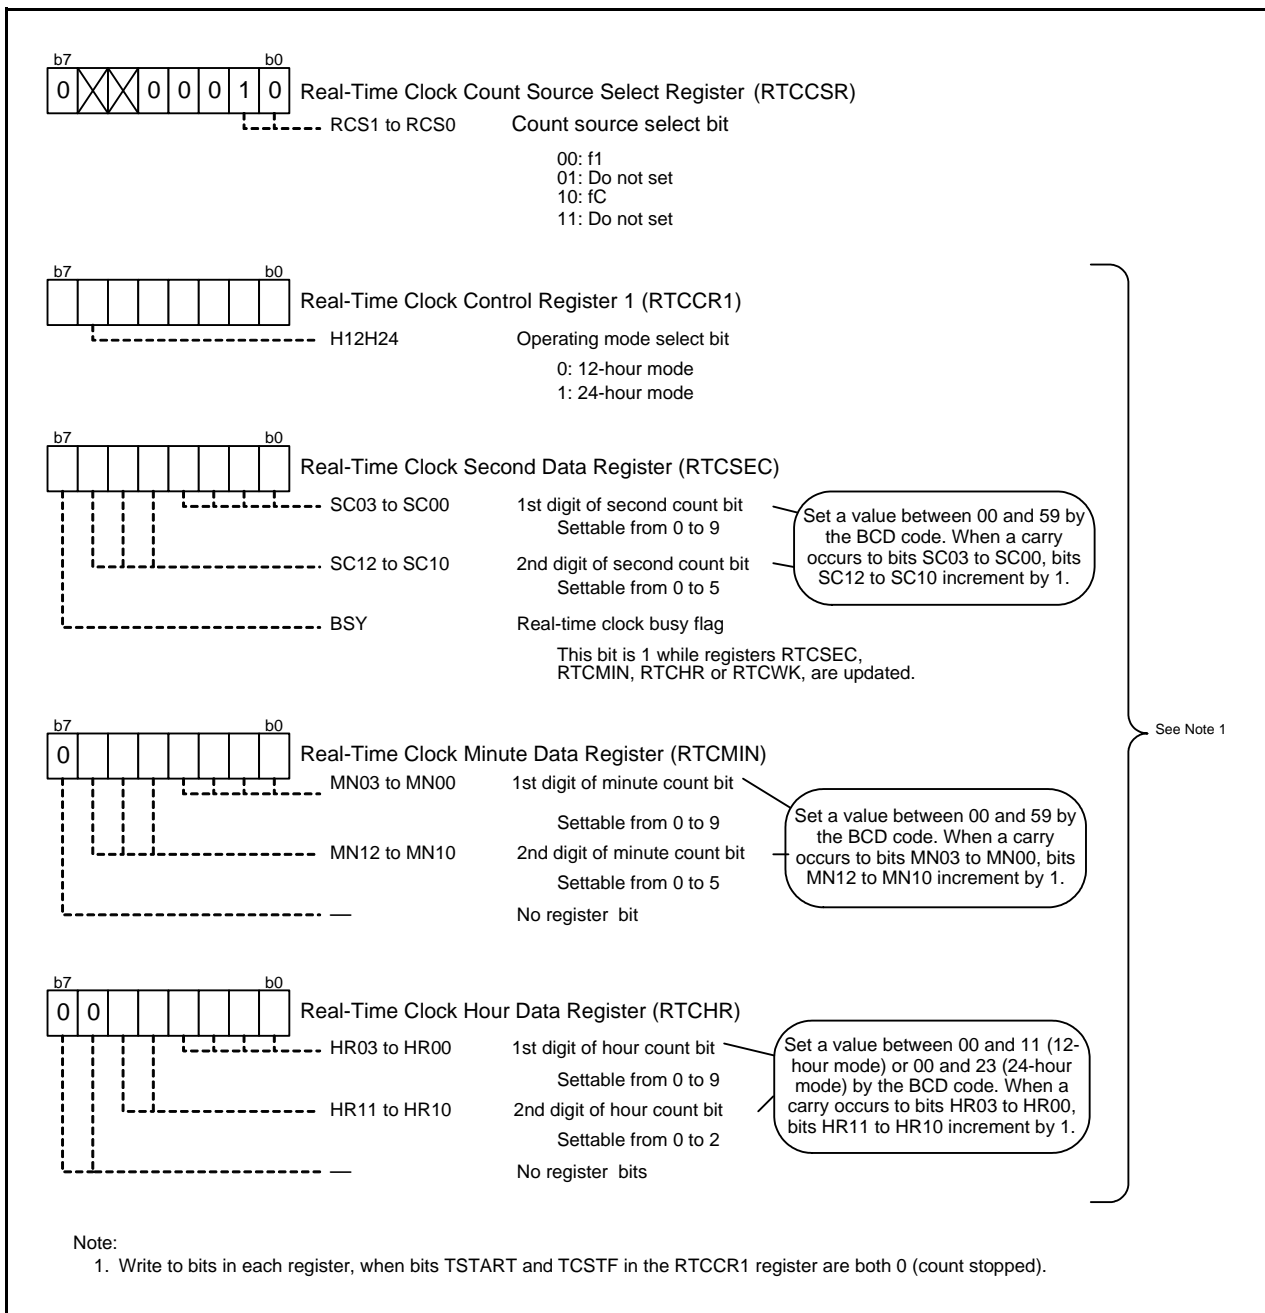 b7 b0
0 0 0 0 1 0 Real-Time Clock Count Source Select Register (RTCCSR)
RCS1 to RCS0 Count source select bit
00: f1
01: Do not set
10: fC
11: Do not set
b7 b0
Real-Time Clock Control Register 1 (RTCCR1)
H12H24 Operating mode select bit
0: 12-hour mode
1: 24-hour mode
b7 b0
Real-Time Clock Second Data Register (RTCSEC)
SC03 to SC00 1st digit of second count bit
Settable from 0 to 9
SC12 to SC10 2nd digit of second count bit
Settable from 0 to 5
Set a value between 00 and 59 by
the BCD code. When a carry
occurs to bits SC03 to SC00, bits
SC12 to SC10 increment by 1.
BSY Real-time clock busy flag
This bit is 1 while registers RTCSEC,
RTCMIN, RTCHR or RTCWK, are updated.
See Note 1
b7 b0
0 Real-Time Clock Minute Data Register (RTCMIN)
MN03 to MN00 1st digit of minute count bit
Settable from 0 to 9
MN12 to MN10 2nd digit of minute count bit
Settable from 0 to 5
Set a value between 00 and 59 by
the BCD code. When a carry
occurs to bits MN03 to MN00, bits
MN12 to MN10 increment by 1.
— No register bit
b7 b0
0 0 Real-Time Clock Hour Data Register (RTCHR)
HR03 to HR00 1st digit of hour count bit
Settable from 0 to 9
HR11 to HR10 2nd digit of hour count bit
Settable from 0 to 2
Set a value between 00 and 11 (12-
hour mode) or 00 and 23 (24-hour
mode) by the BCD code. When a
carry occurs to bits HR03 to HR00,
bits HR11 to HR10 increment by 1.
— No register bits
Note:
1. Write to bits in each register, when bits TSTART and TCSTF in the RTCCR1 register are both 0 (count stopped).